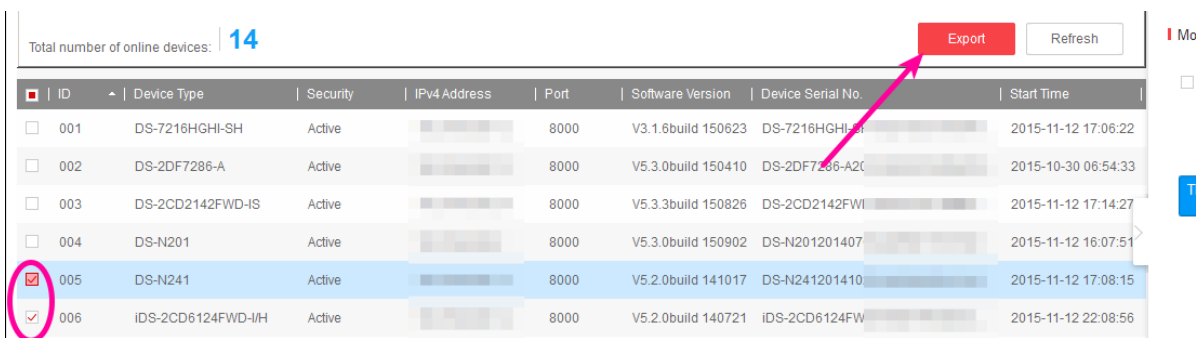 Total number of online devices: 14 Export Refresh Mo
ID Device Type Security IPv4 Address Port Software Version Device Serial No. Start Time
001 DS-7216HGHI-SH Active 8000 V3.1.6build 150623 DS-7216HGHI- 2015-11-12 17:06:22
002 DS-2DF7286-A Active 8000 V5.3.0build 150410 DS-2DF7286-A20 2015-10-30 06:54:33
003 DS-2CD2142FWD-IS Active 8000 V5.3.3build 150826 DS-2CD2142FW 2015-11-12 17:14:27
004 DS-N201 Active 8000 V5.3.0build 150902 DS-N201201407 2015-11-12 16:07:51
005 DS-N241 Active 8000 V5.2.0build 141017 DS-N241201410 2015-11-12 17:08:15
006 iDS-2CD6124FWD-I/H Active 8000 V5.2.0build 140721 iDS-2CD6124FW 2015-11-12 22:08:56